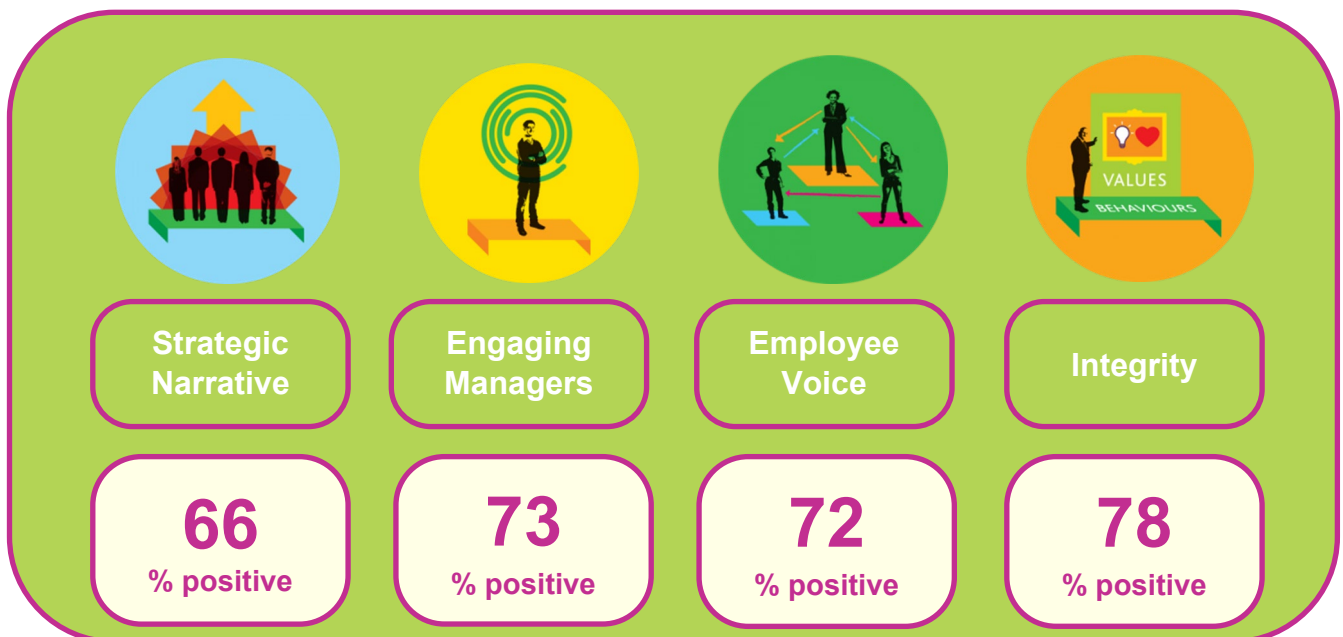 VALUES
BEHAVIOURS
Strategic
Narrative
Engaging
Managers
Employee
Voice
Integrity
66
% positive
73
% positive
72
% positive
78
% positive